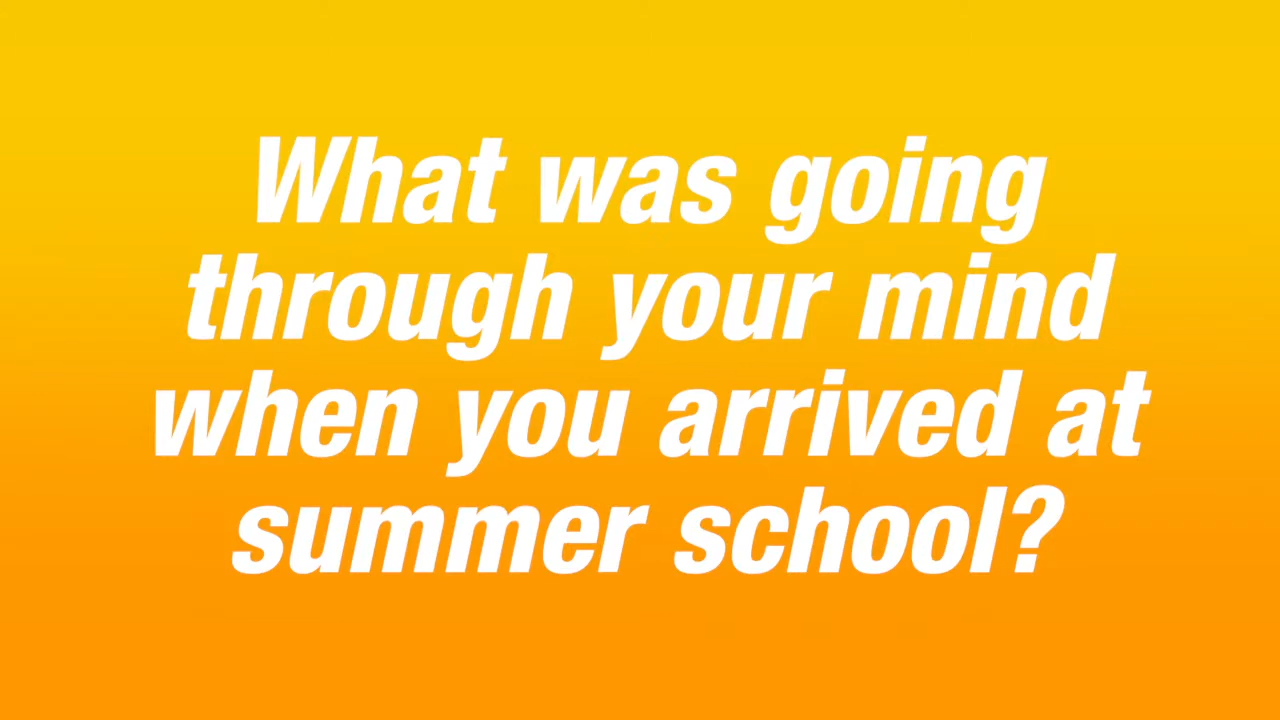 What was going
through your mind
when you arrived at
summer school?